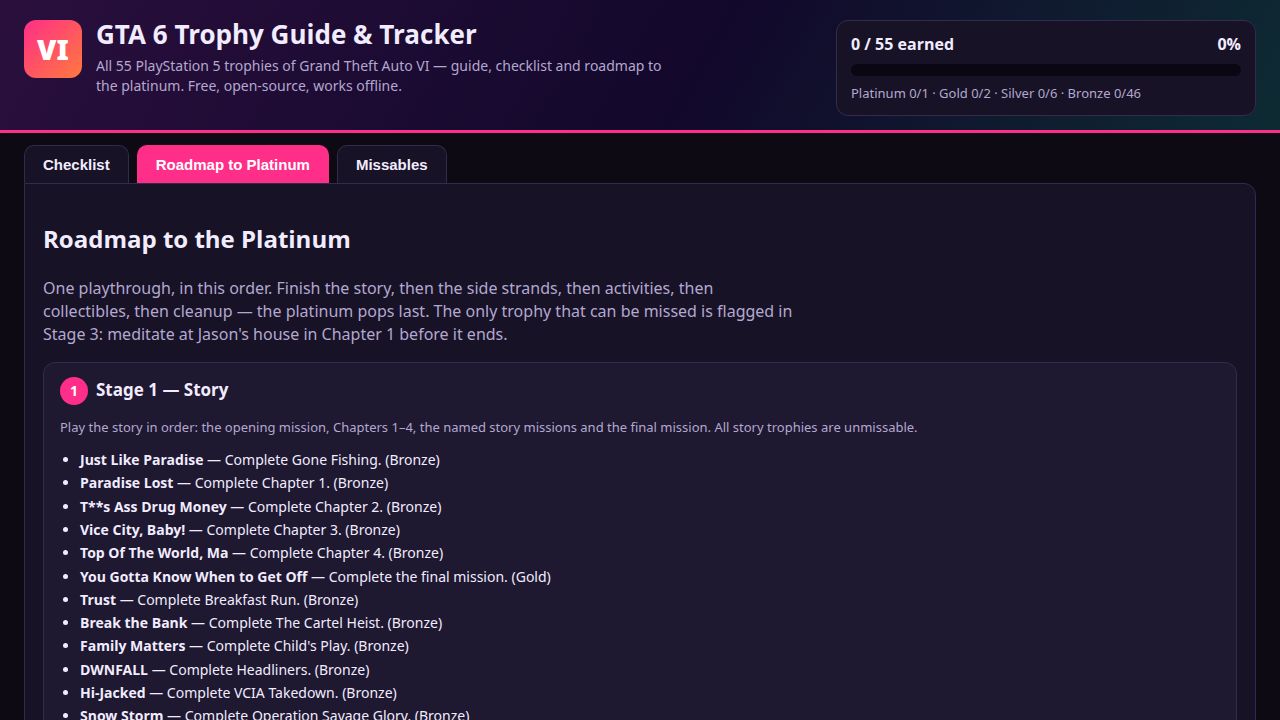 VI
GTA 6 Trophy Guide & Tracker
All 55 PlayStation 5 trophies of Grand Theft Auto VI — guide, checklist and roadmap to
the platinum. Free, open-source, works offline.
0 / 55 earned 0%
Platinum 0/1 · Gold 0/2 · Silver 0/6 · Bronze 0/46
Checklist Roadmap to Platinum Missables
Roadmap to the Platinum
One playthrough, in this order. Finish the story, then the side strands, then activities, then
collectibles, then cleanup — the platinum pops last. The only trophy that can be missed is flagged in
Stage 3: meditate at Jason's house in Chapter 1 before it ends.
1 Stage 1 — Story
Play the story in order: the opening mission, Chapters 1–4, the named story missions and the final mission. All story trophies are unmissable.
• Just Like Paradise — Complete Gone Fishing. (Bronze)
• Paradise Lost — Complete Chapter 1. (Bronze)
• T**s Ass Drug Money — Complete Chapter 2. (Bronze)
• Vice City, Baby! — Complete Chapter 3. (Bronze)
• Top Of The World, Ma — Complete Chapter 4. (Bronze)
• You Gotta Know When to Get Off — Complete the final mission. (Gold)
• Trust — Complete Breakfast Run. (Bronze)
• Break the Bank — Complete The Cartel Heist. (Bronze)
• Family Matters — Complete Child's Play. (Bronze)
• DWNFALL — Complete Headliners. (Bronze)
• Hi-Jacked — Complete VCIA Takedown. (Bronze)
• Snow Storm — Complete Operation Savage Glory. (Bronze)